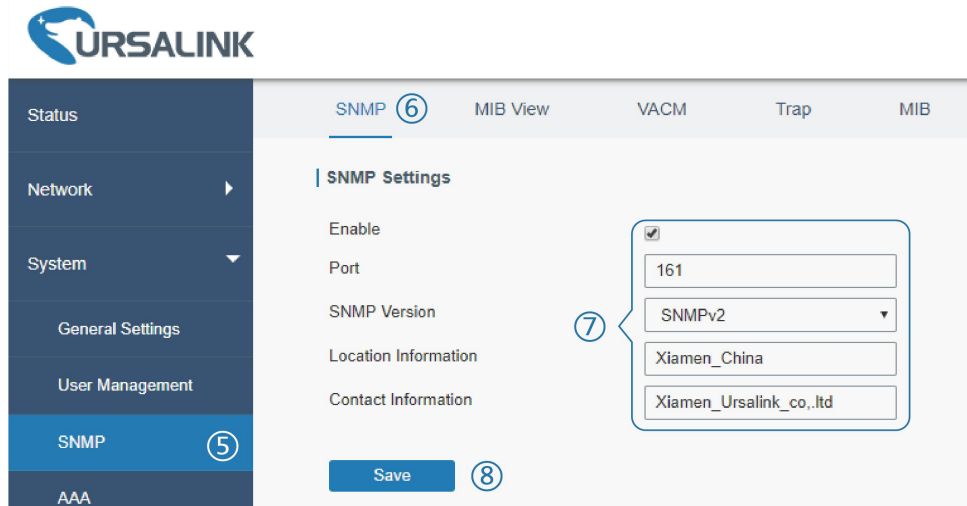 URSALINK
Status
Network
System
General Settings
User Management
SNMP ⑤
AAA
SNMP ⑥ MIB View VACM Trap MIB
SNMP Settings
Enable
Port 161
SNMP Version SNMPv2
⑦
Location Information Xiamen_China
Contact Information Xiamen_Ursalink_co,.ltd
Save ⑧